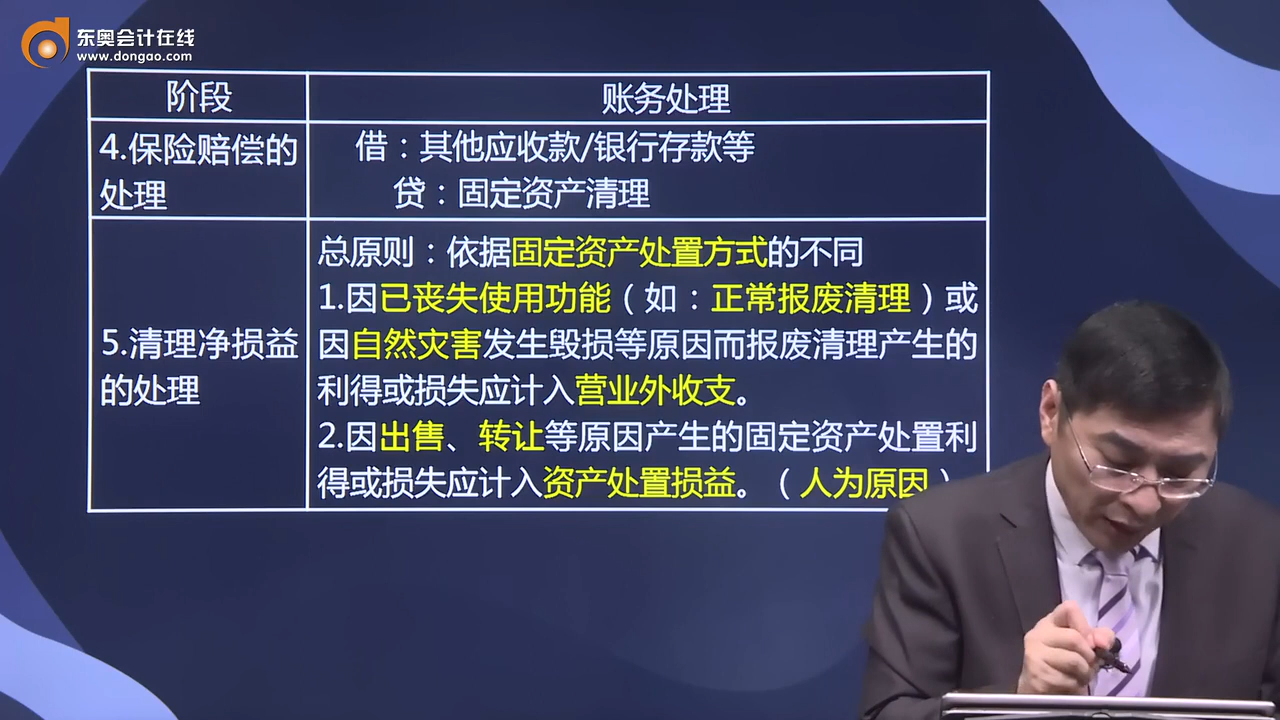 东奥会计在线
www.dongao.com
阶段
账务处理
4.保险赔偿的
处理
借：其他应收款/银行存款等
贷：固定资产清理
5.清理净损益
的处理
总原则：依据固定资产处置方式的不同
1.因已丧失使用功能（如：正常报废清理）或
因自然灾害发生毁损等原因而报废清理产生的
利得或损失应计入营业外收支。
2.因出售、转让等原因产生的固定资产处置利
得或损失应计入资产处置损益。（人为原因）